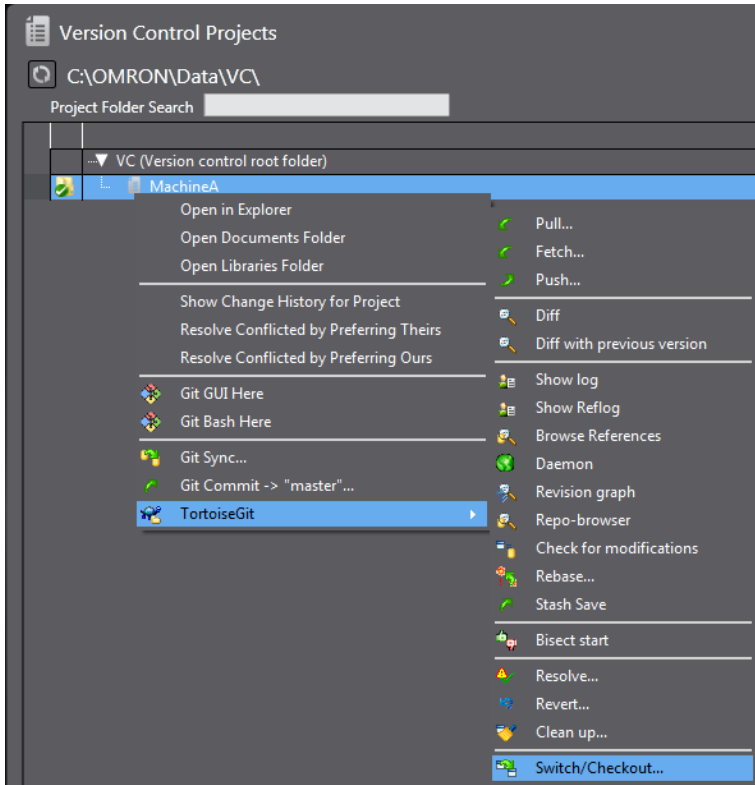 Version Control Projects
C:\OMRON\Data\VC\
Project Folder Search
VC (Version control root folder)
MachineA
Open in Explorer
Open Documents Folder
Open Libraries Folder
Show Change History for Project
Resolve Conflicted by Preferring Theirs
Resolve Conflicted by Preferring Ours
Git GUI Here
Git Bash Here
Git Sync...
Git Commit -> "master"...
TortoiseGit
Pull...
Fetch...
Push...
Diff
Diff with previous version
Show log
Show Reflog
Browse References
Daemon
Revision graph
Repo-browser
Check for modifications
Rebase...
Stash Save
Bisect start
Resolve...
Revert...
Clean up...
Switch/Checkout...